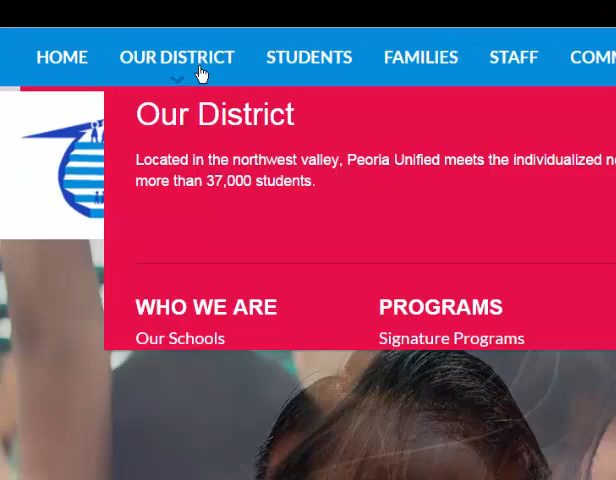 HOME OUR DISTRICT STUDENTS FAMILIES STAFF
Our District
Located in the northwest valley, Peoria Unified meets the individualized
more than 37,000 students.
WHO WE ARE PROGRAMS
Our Schools Signature Programs